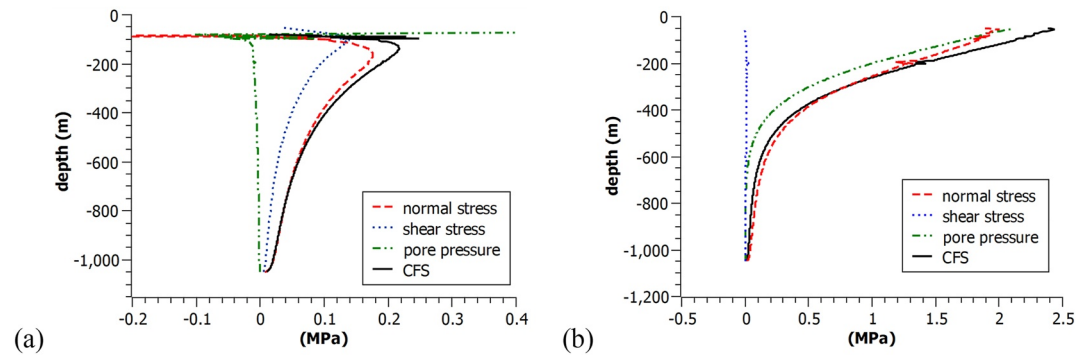 0
-200
-400
-600
-800
-1,000
depth (m)
-0.2 -0.1 0 0.1 0.2 0.3 0.4
(MPa)
normal stress
shear stress
pore pressure
CFS
(a)
0
-200
-400
-600
-800
-1,000
-1,200
depth (m)
-0.5 0 0.5 1 1.5 2 2.5
(MPa)
normal stress
shear stress
pore pressure
CFS
(b)